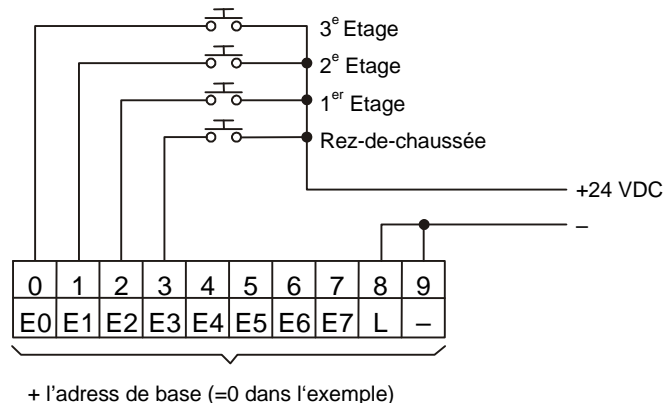 3e Etage
2e Etage
1er Etage
Rez-de-chaussée
+24 VDC
–
0 1 2 3 4 5 6 7 8 9
E0 E1 E2 E3 E4 E5 E6 E7 L –
+ l'adress de base (=0 dans l‘exemple)